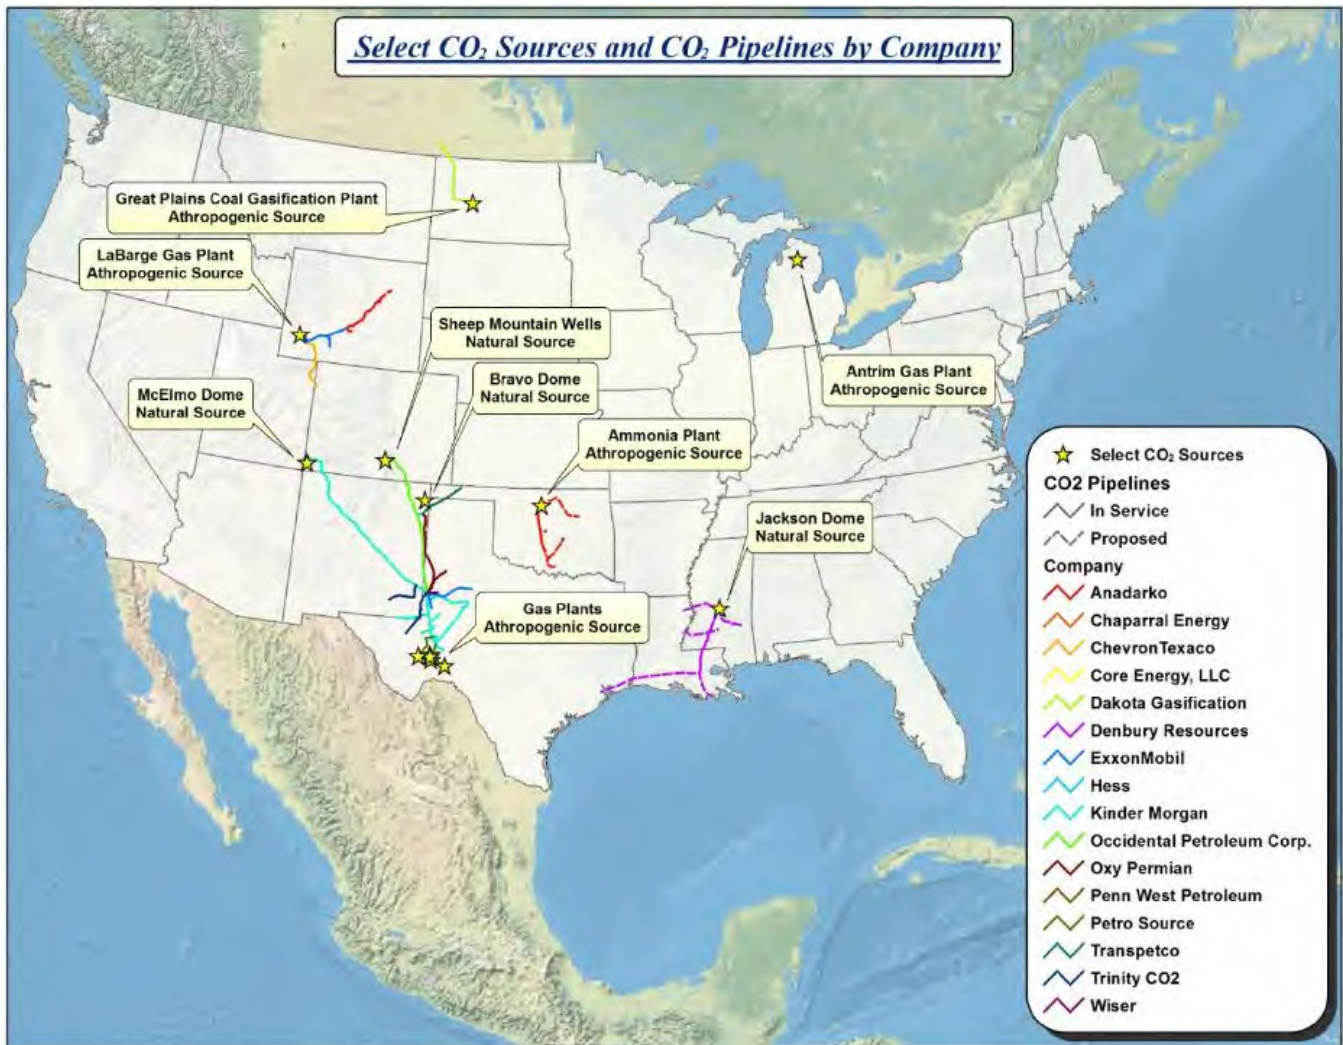 Select CO₂ Sources and CO₂ Pipelines by Company
Great Plains Coal Gasification Plant
Athropogenic Source
LaBarge Gas Plant
Athropogenic Source
Sheep Mountain Wells
Natural Source
Bravo Dome
Natural Source
McElmo Dome
Natural Source
Antrim Gas Plant
Athropogenic Source
Ammonia Plant
Athropogenic Source
Jackson Dome
Natural Source
Gas Plants
Athropogenic Source
Select CO₂ Sources
CO2 Pipelines
In Service
Proposed
Company
Anadarko
Chaparral Energy
ChevronTexaco
Core Energy, LLC
Dakota Gasification
Denbury Resources
ExxonMobil
Hess
Kinder Morgan
Occidental Petroleum Corp.
Oxy Permian
Penn West Petroleum
Petro Source
Transpetco
Trinity CO2
Wiser